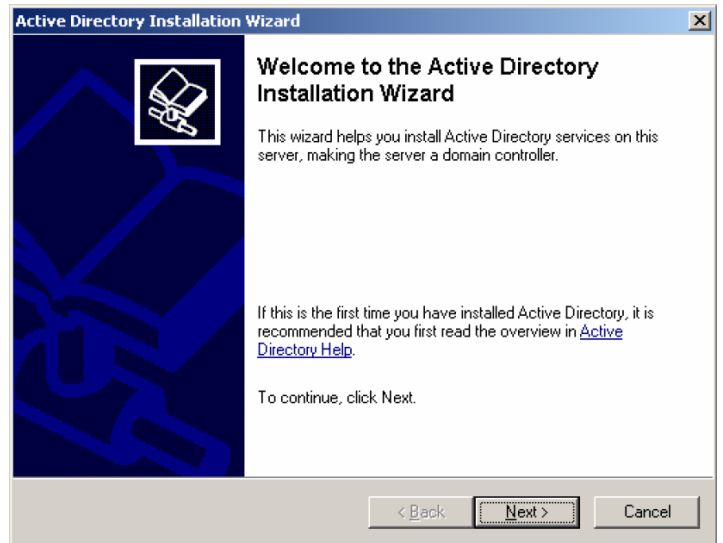 Active Directory Installation Wizard
Welcome to the Active Directory
Installation Wizard
This wizard helps you install Active Directory services on this
server, making the server a domain controller.
If this is the first time you have installed Active Directory, it is
recommended that you first read the overview in Active
Directory Help.
To continue, click Next.
< Back Next > Cancel